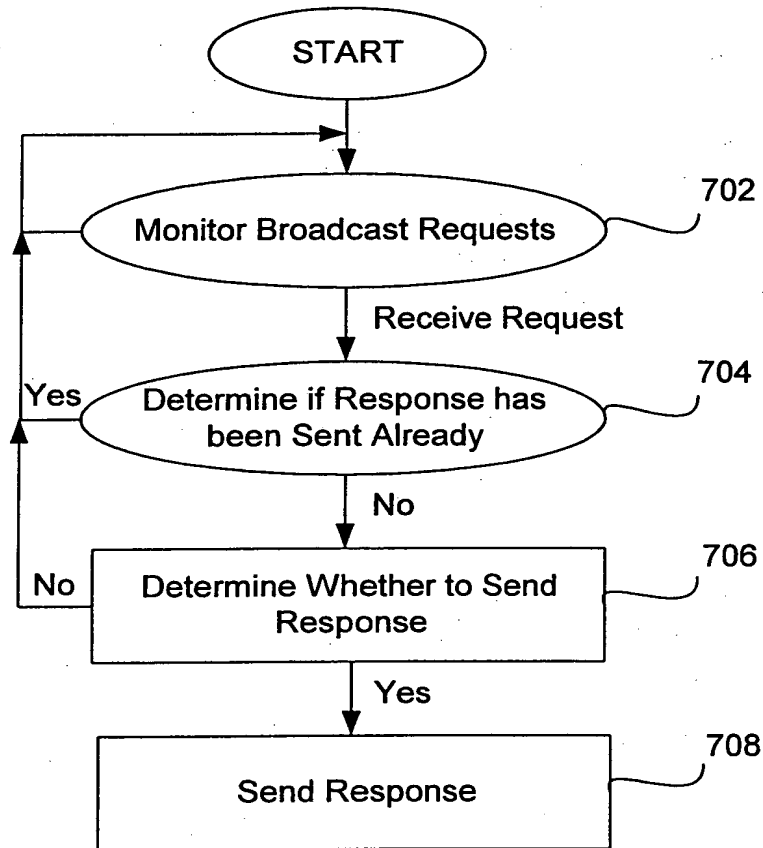 START
702
Monitor Broadcast Requests
Receive Request
704
Yes
Determine if Response has
been Sent Already
No
706
No
Determine Whether to Send
Response
Yes
708
Send Response